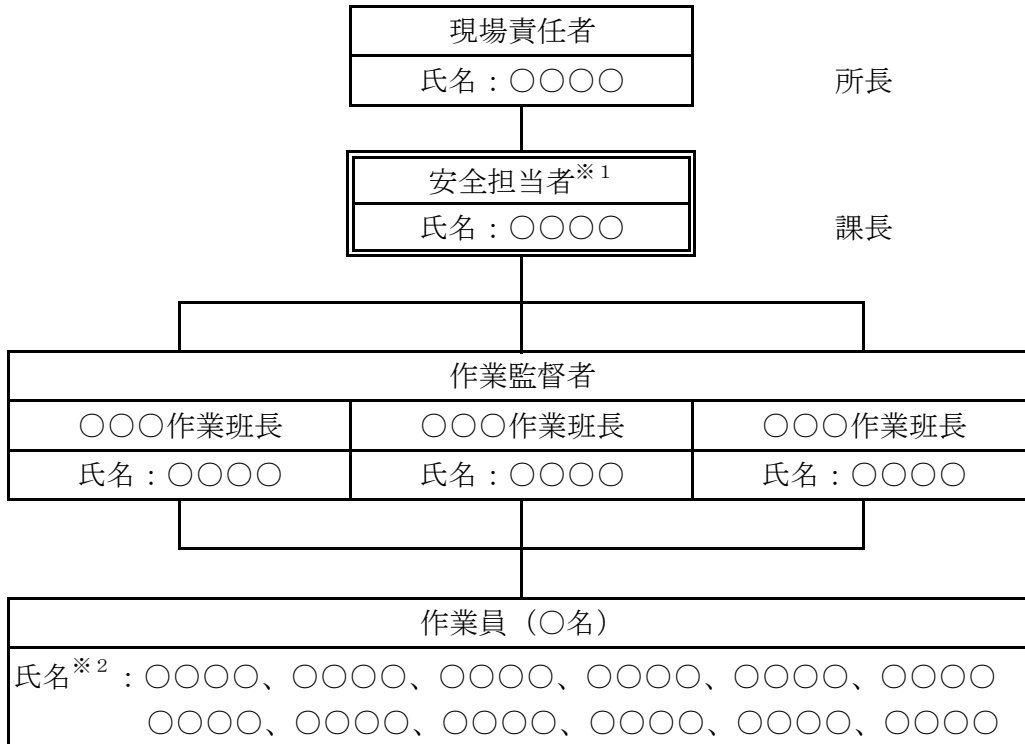 現場責任者
氏名：○○○○　所長
安全担当者※１
氏名：○○○○　課長
作業監督者
○○○作業班長　○○○作業班長　○○○作業班長
氏名：○○○○　氏名：○○○○　氏名：○○○○
作業員（○名）
氏名※２：○○○○、○○○○、○○○○、○○○○、○○○○、○○○○
○○○○、○○○○、○○○○、○○○○、○○○○、○○○○